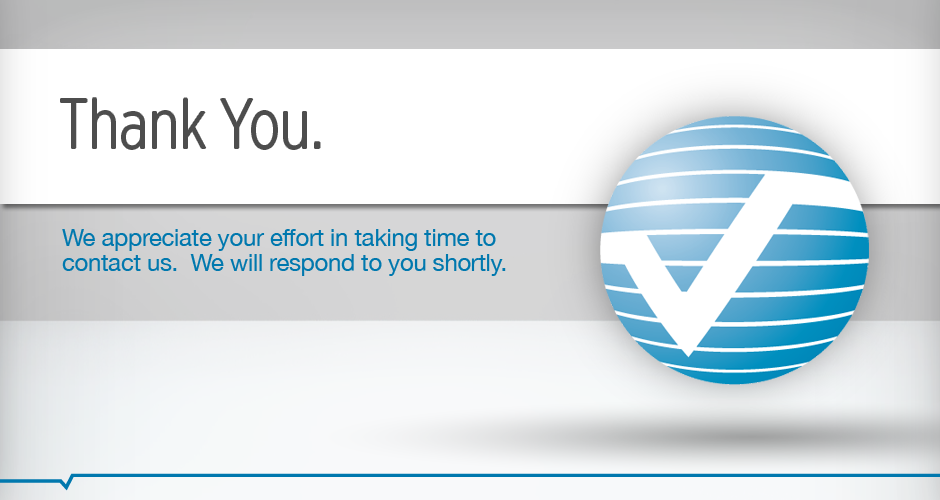 Thank You.
We appreciate your effort in taking time to
contact us.  We will respond to you shortly.